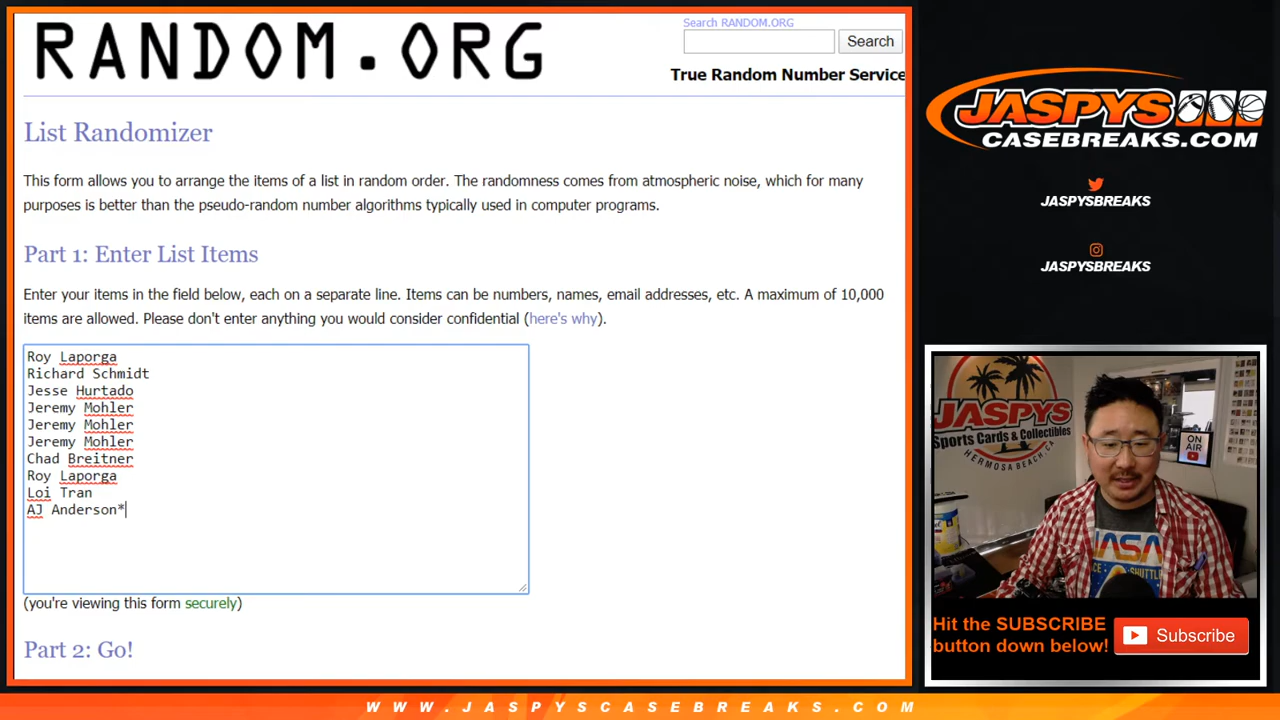 RANDOM.ORG
Search RANDOM.ORG
Search
True Random Number Service
List Randomizer
This form allows you to arrange the items of a list in random order. The randomness comes from atmospheric noise, which for many
purposes is better than the pseudo-random number algorithms typically used in computer programs.
Part 1: Enter List Items
Enter your items in the field below, each on a separate line. Items can be numbers, names, email addresses, etc. A maximum of 10,000
items are allowed. Please don't enter anything you would consider confidential (here's why).
Roy Laporga
Richard Schmidt
Jesse Hurtado
Jeremy Mohler
Jeremy Mohler
Jeremy Mohler
Chad Breitner
Roy Laporga
Loi Tran
AJ Anderson*
(you're viewing this form securely)
Part 2: Go!
JASPYS
CASEBREAKS.COM
JASPYSBREAKS
JASPYSBREAKS
JASPYS
Sports Cards & Collectibles
HERMOSA BEACH, CA
ON
AIR
NASA
SPACE SHUTTLE
Hit the SUBSCRIBE
button down below!
Subscribe
WWW.JASPYSCASEBREAKS.COM